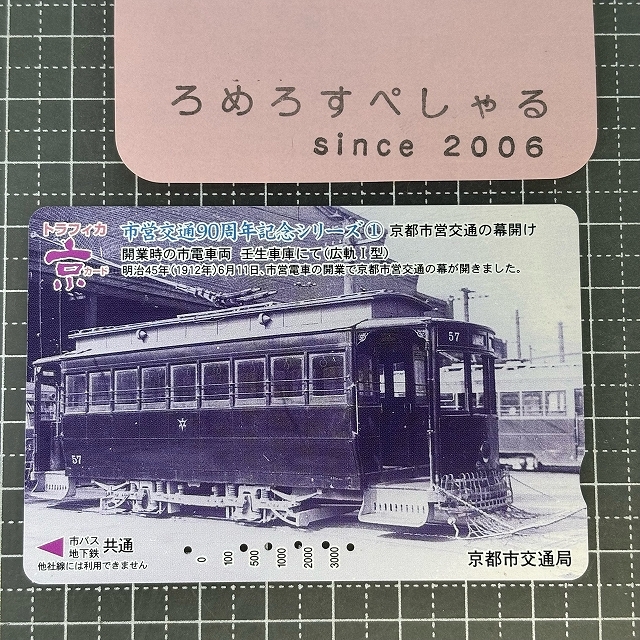 ろめろすぺしゃる
since 2006
トラフィカ
京カード
市営交通90周年記念シリーズ① 京都市営交通の幕開け
開業時の市電車両 壬生車庫にて(広軌Ⅰ型)
明治45年(1912年)6月11日、市営電車の開業で京都市営交通の幕が開きました。
57
57
市バス
地下鉄 共通
他社線には利用できません
0 100 500 1000 2000 3000
京都市交通局